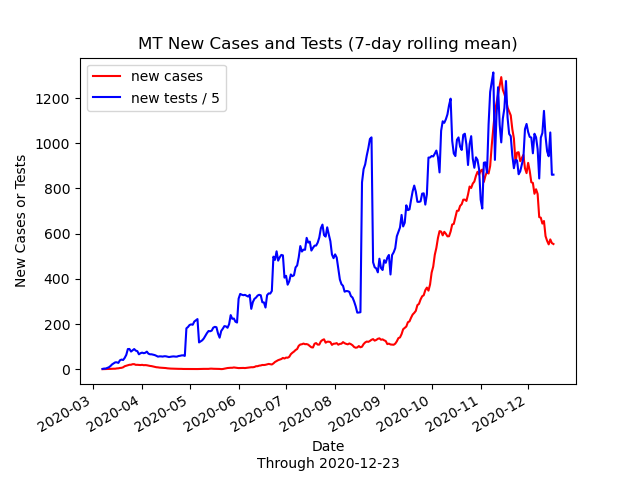 MT New Cases and Tests (7-day rolling mean)
new cases
new tests / 5
New Cases or Tests
1200
1000
800
600
400
200
0
2020-03
2020-04
2020-05
2020-06
2020-07
2020-08
2020-09
2020-10
2020-11
2020-12
Date
Through 2020-12-23